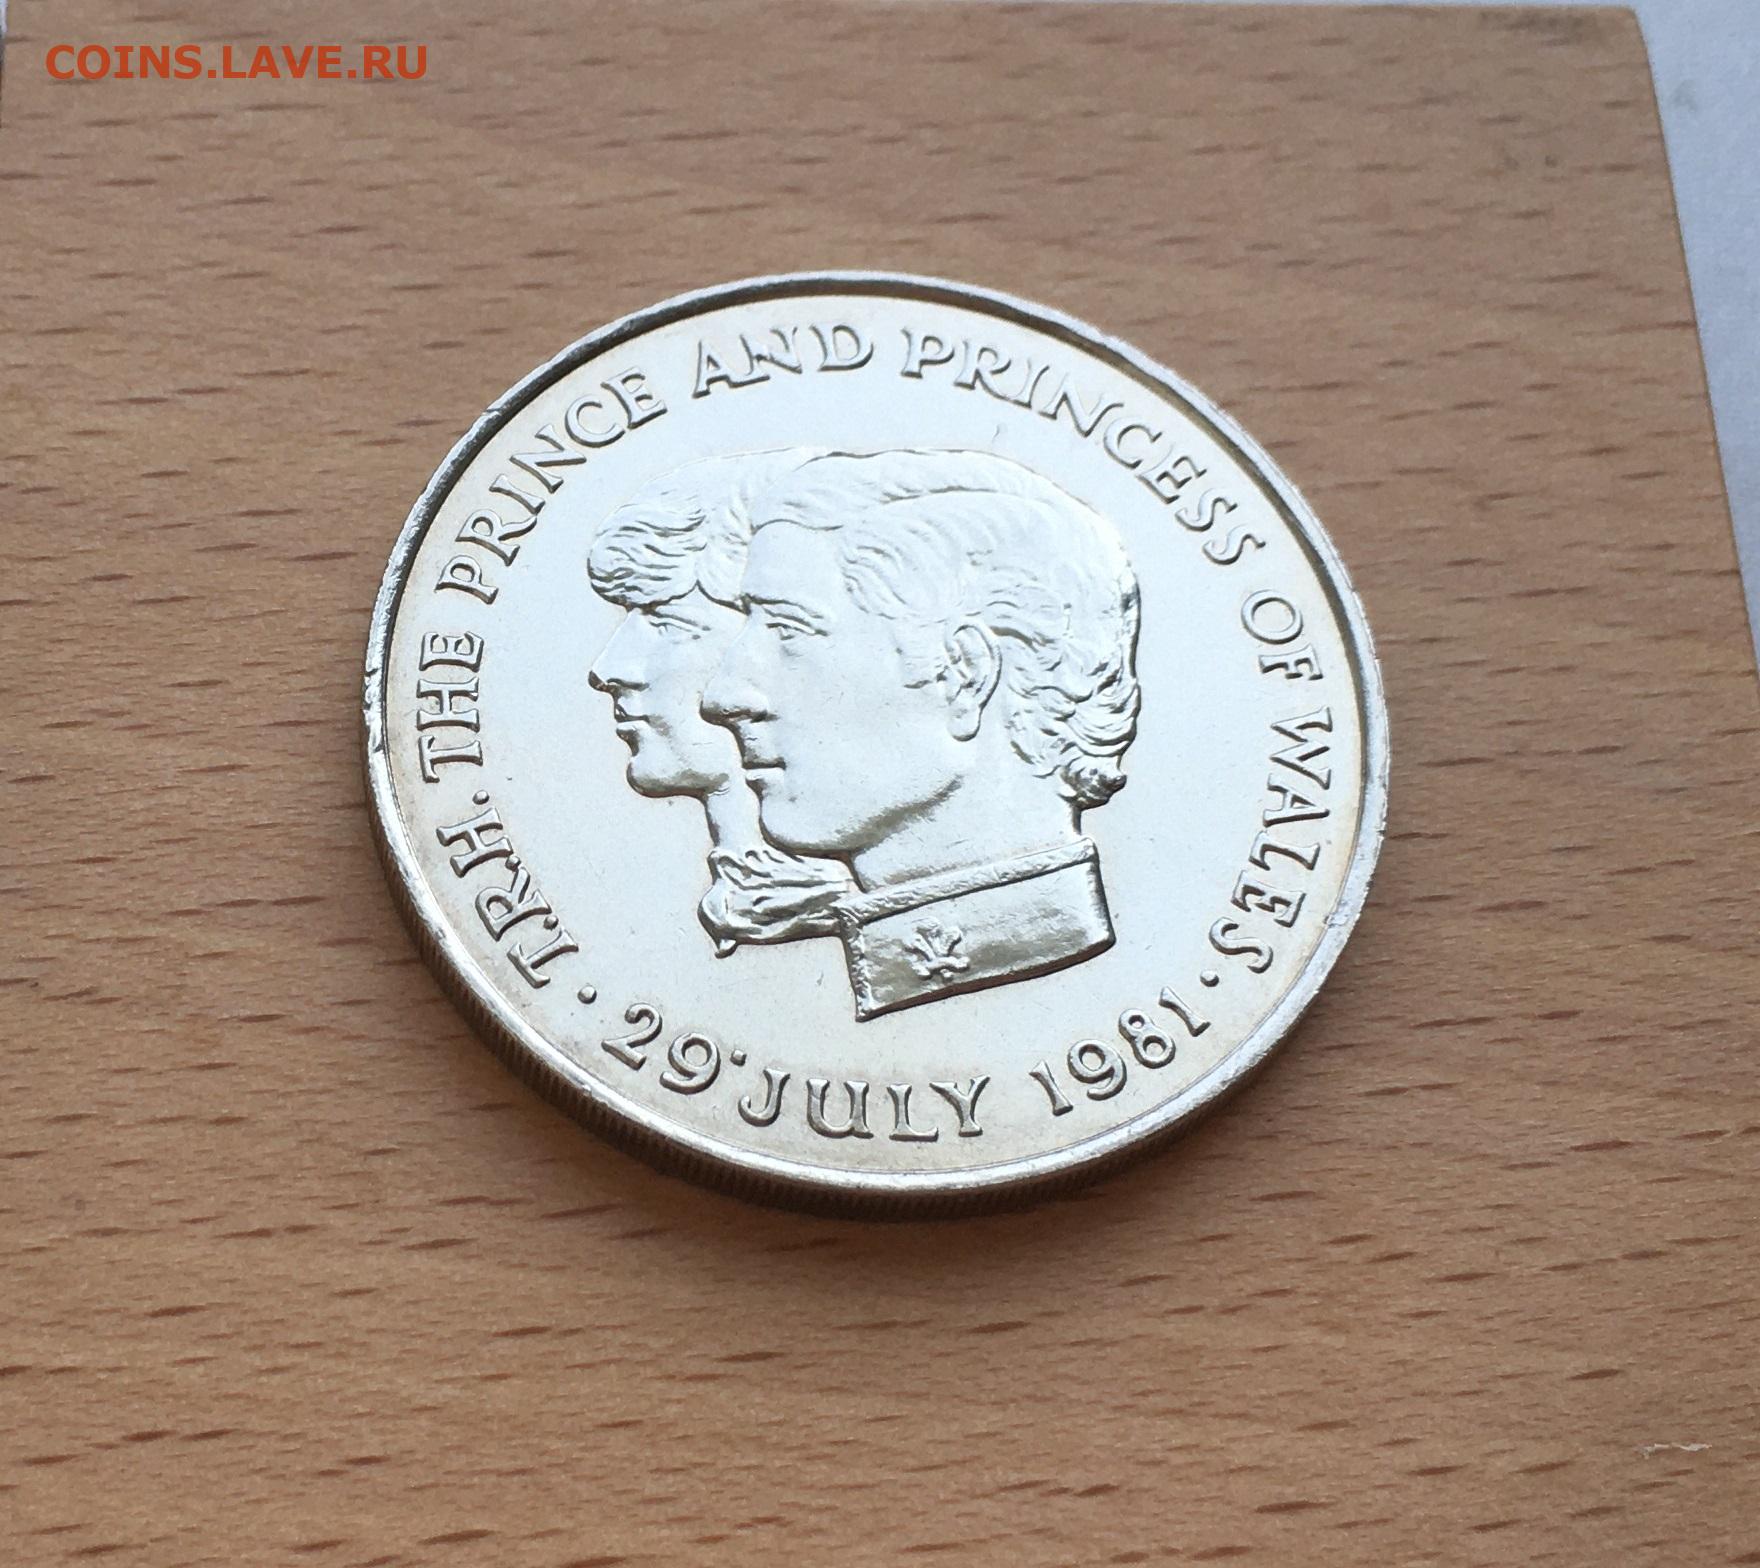 COINS.LAVE.RU
T.R.H. THE PRINCE AND PRINCESS OF WALES
· 29· JULY 1981 ·